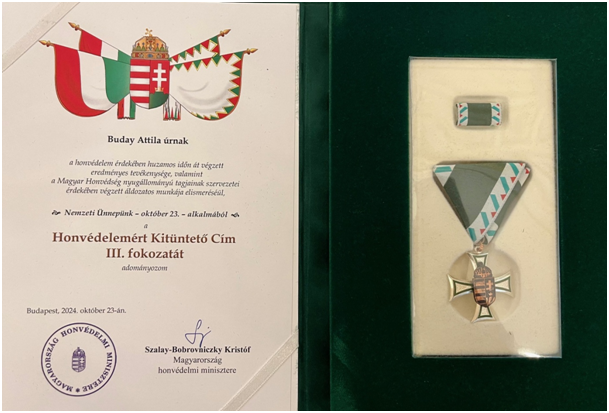 Buday Attila úrnak
a honvédelem érdekében huzamos időn át végzett
eredményes tevékenysége, valamint
a Magyar Honvédség nyugállományú tagjainak szervezetei
érdekében végzett áldozatos munkája elismeréséül,
Nemzeti Ünnepünk – október 23. – alkalmából
a
Honvédelemért Kitüntető Cím
III. fokozatát
adományozom
Budapest, 2024. október 23-án.
Szalay-Bobrovniczky Kristóf
Magyarország
honvédelmi minisztere
MAGYARORSZÁG HONVÉDELMI MINISZTERE